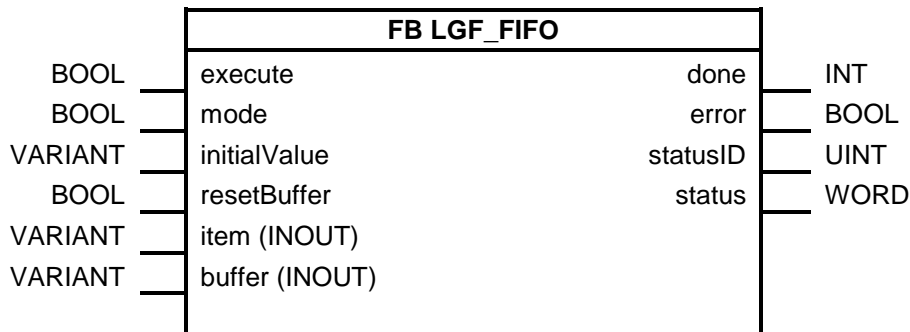 FB LGF_FIFO
BOOL execute done INT
BOOL mode error BOOL
VARIANT initialValue statusID UINT
BOOL resetBuffer status WORD
VARIANT item (INOUT)
VARIANT buffer (INOUT)